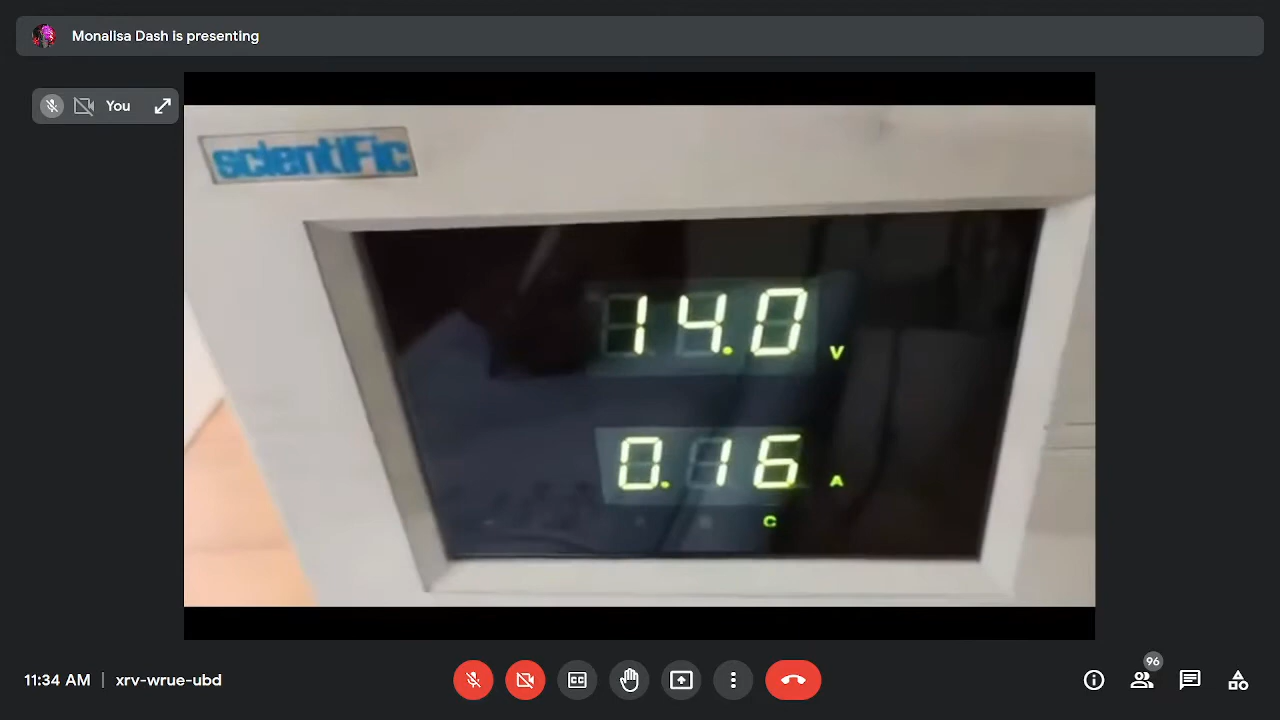 Monalisa Dash is presenting
You
scientiFic
14.0 V
0.16 A
C
96
11:34 AM | xrv-wrue-ubd